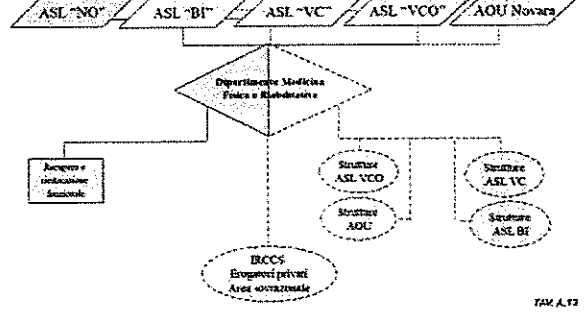 ASL "NO" ASL "BI" ASL "VC" ASL "VCO" AOU Novara
Dipartimento Medicina
Fisica e Riabilitativa
Recupero e
rieducazione
funzionale
Strutture
ASL VCO
Strutture
ASL VC
Strutture
AOU
Strutture
ASL BI
IRCCS
Erogatori privati
Area sovrazonale